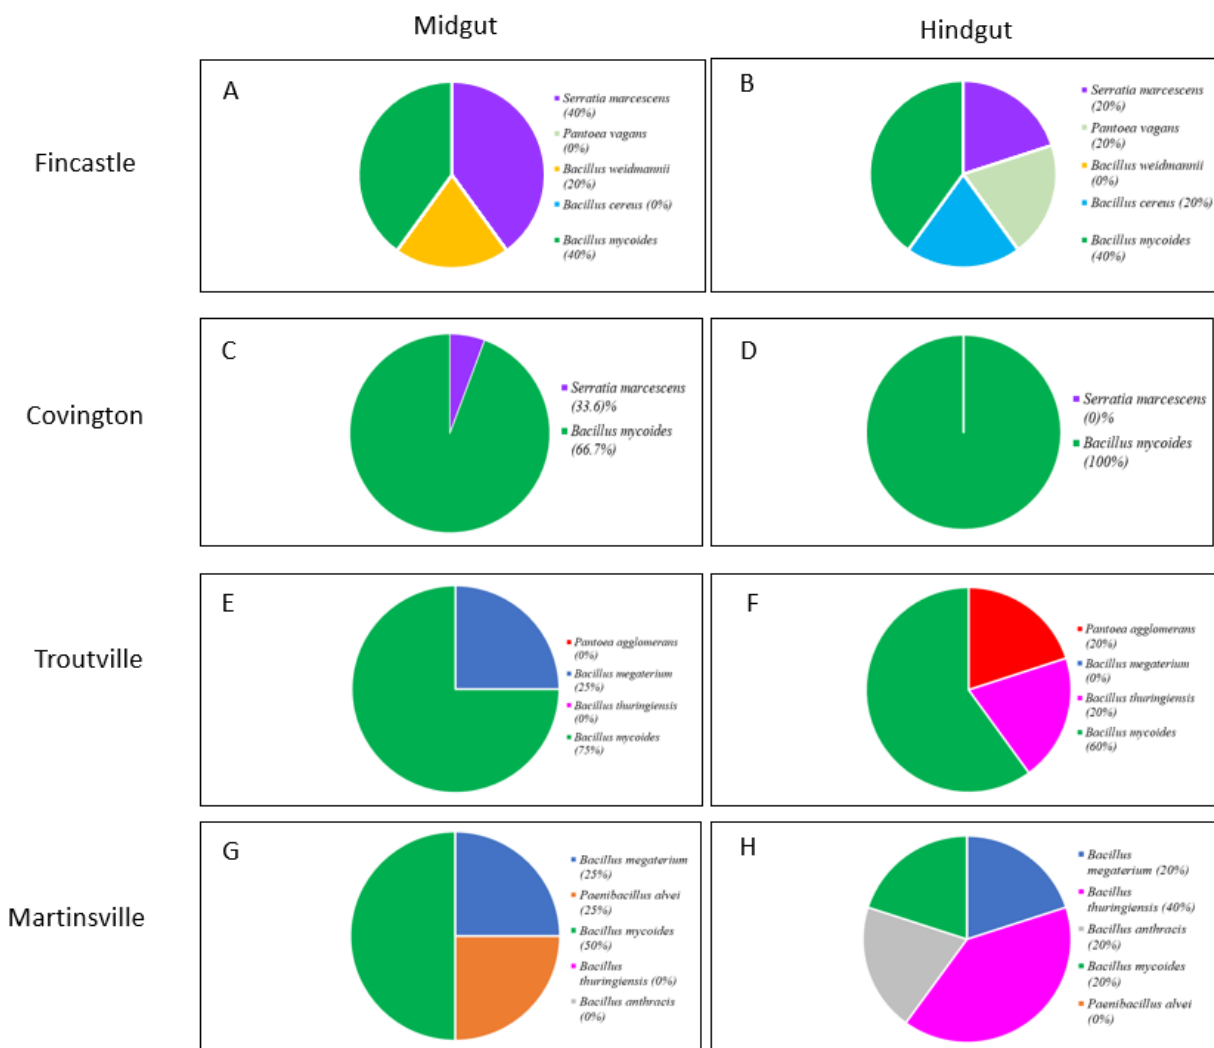 Midgut
Hindgut
Fincastle
A
Serratia marcescens
(40%)
Pantoea vagans
(0%)
Bacillus weidmannii
(20%)
Bacillus cereus (0%)
Bacillus mycoides
(40%)
B
Serratia marcescens
(20%)
Pantoea vagans
(20%)
Bacillus weidmannii
(0%)
Bacillus cereus (20%)
Bacillus mycoides
(40%)
Covington
C
Serratia marcescens
(33.6)%
Bacillus mycoides
(66.7%)
D
Serratia marcescens
(0)%
Bacillus mycoides
(100%)
Troutville
E
Pantoea agglomerans
(0%)
Bacillus megaterium
(25%)
Bacillus thuringiensis
(0%)
Bacillus mycoides
(75%)
F
Pantoea agglomerans
(20%)
Bacillus megaterium
(0%)
Bacillus thuringiensis
(20%)
Bacillus mycoides
(60%)
Martinsville
G
Bacillus megaterium
(25%)
Paenibacillus alvei
(25%)
Bacillus mycoides
(50%)
Bacillus
thuringiensis (0%)
Bacillus anthracis
(0%)
H
Bacillus
megaterium (20%)
Bacillus
thuringiensis (40%)
Bacillus anthracis
(20%)
Bacillus mycoides
(20%)
Paenibacillus alvei
(0%)